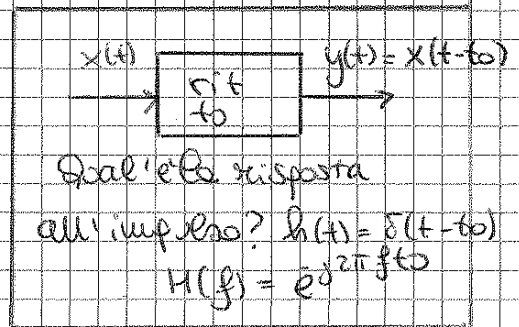 x(t)
y(t) = x(t-to)
rit
to
Qual'è la risposta
all'impulso? h(t) = δ(t-to)
H(f) = e^j2πfto